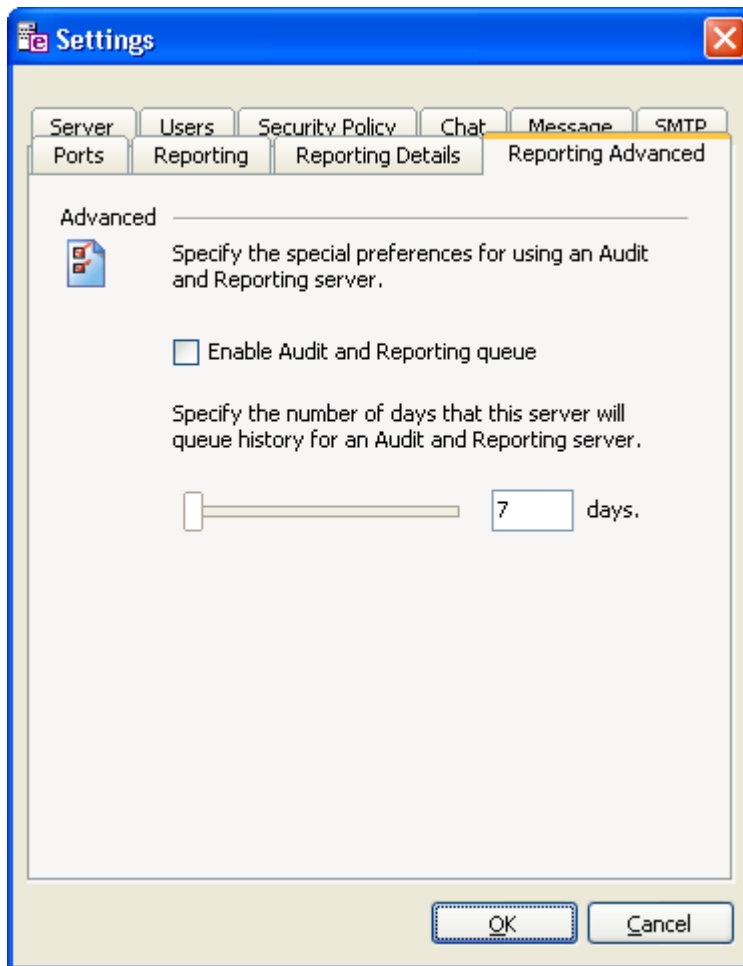 Settings
Server Users Security Policy Chat Message SMTP
Ports Reporting Reporting Details Reporting Advanced
Advanced
Specify the special preferences for using an Audit
and Reporting server.
Enable Audit and Reporting queue
Specify the number of days that this server will
queue history for an Audit and Reporting server.
7 days.
OK Cancel